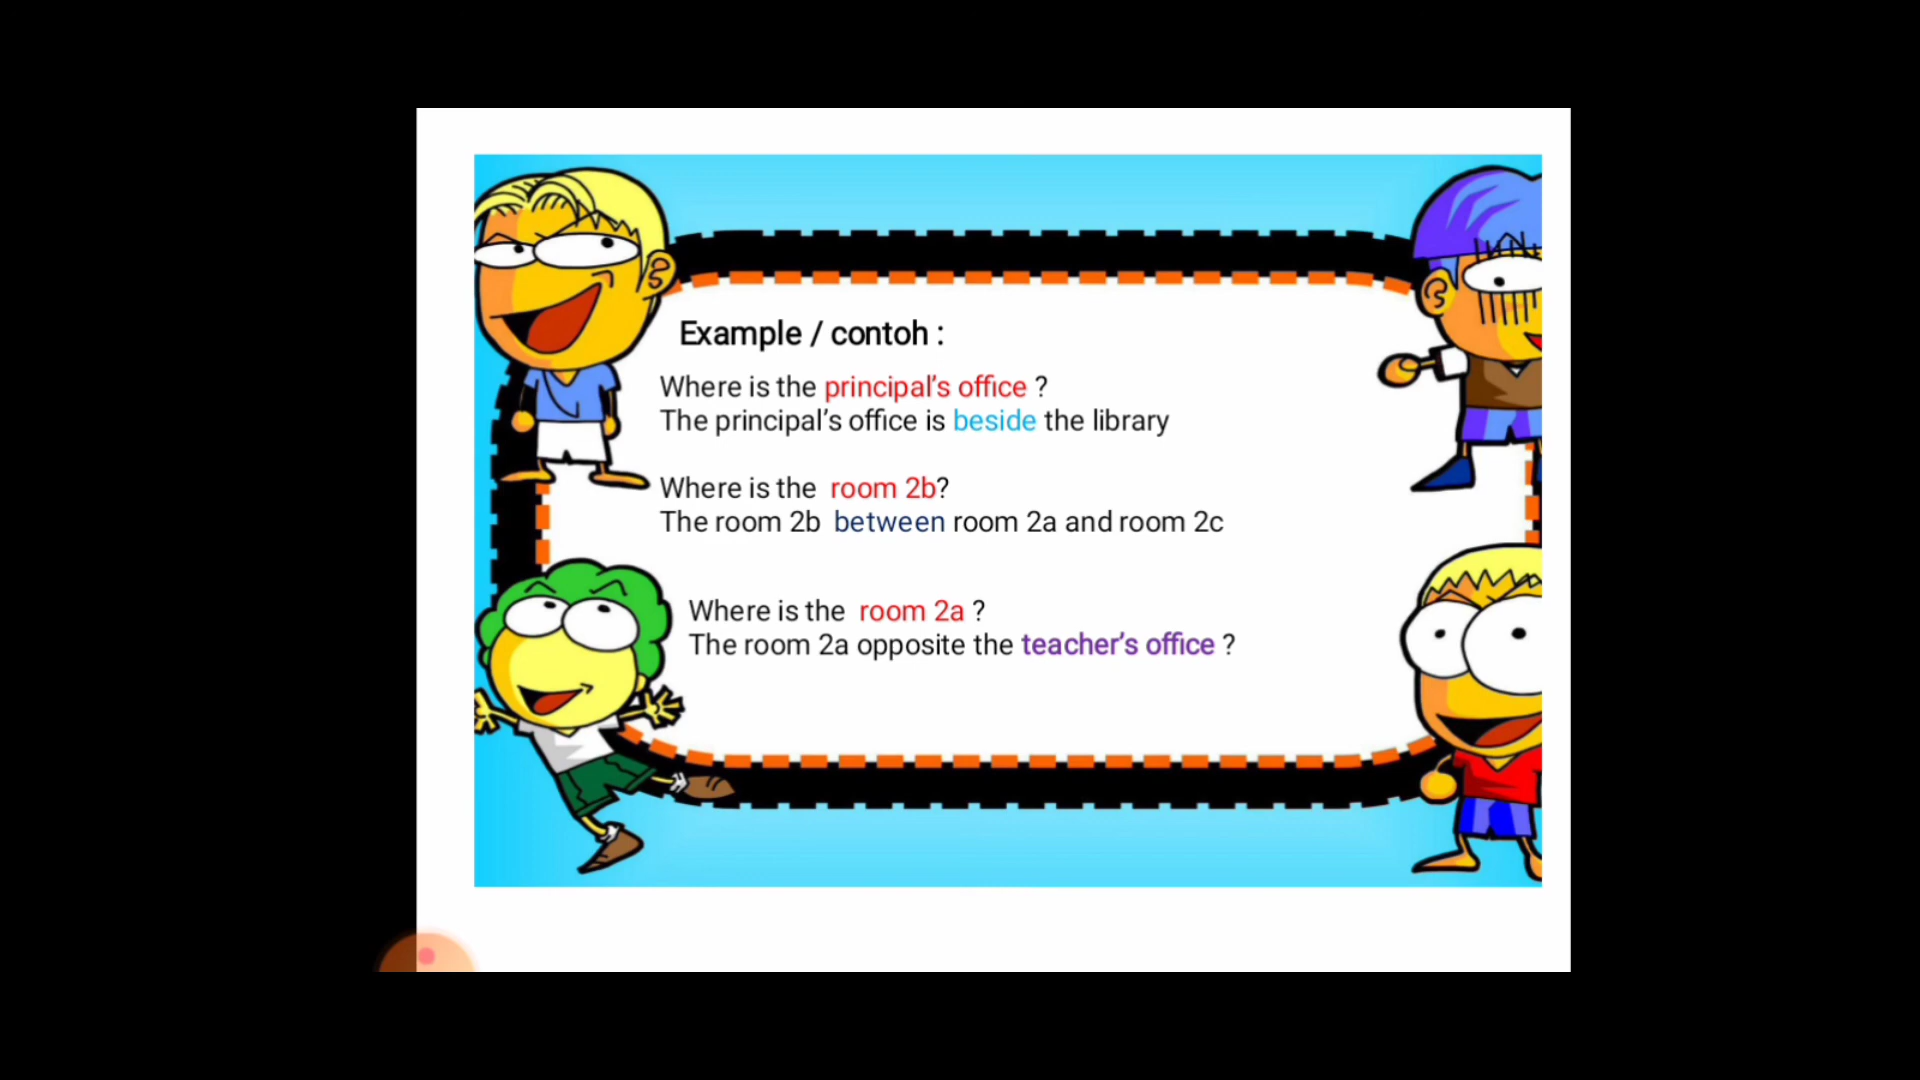 Example / contoh :
Where is the principal’s office ?
The principal’s office is beside the library
Where is the room 2b?
The room 2b between room 2a and room 2c
Where is the room 2a ?
The room 2a opposite the teacher’s office ?